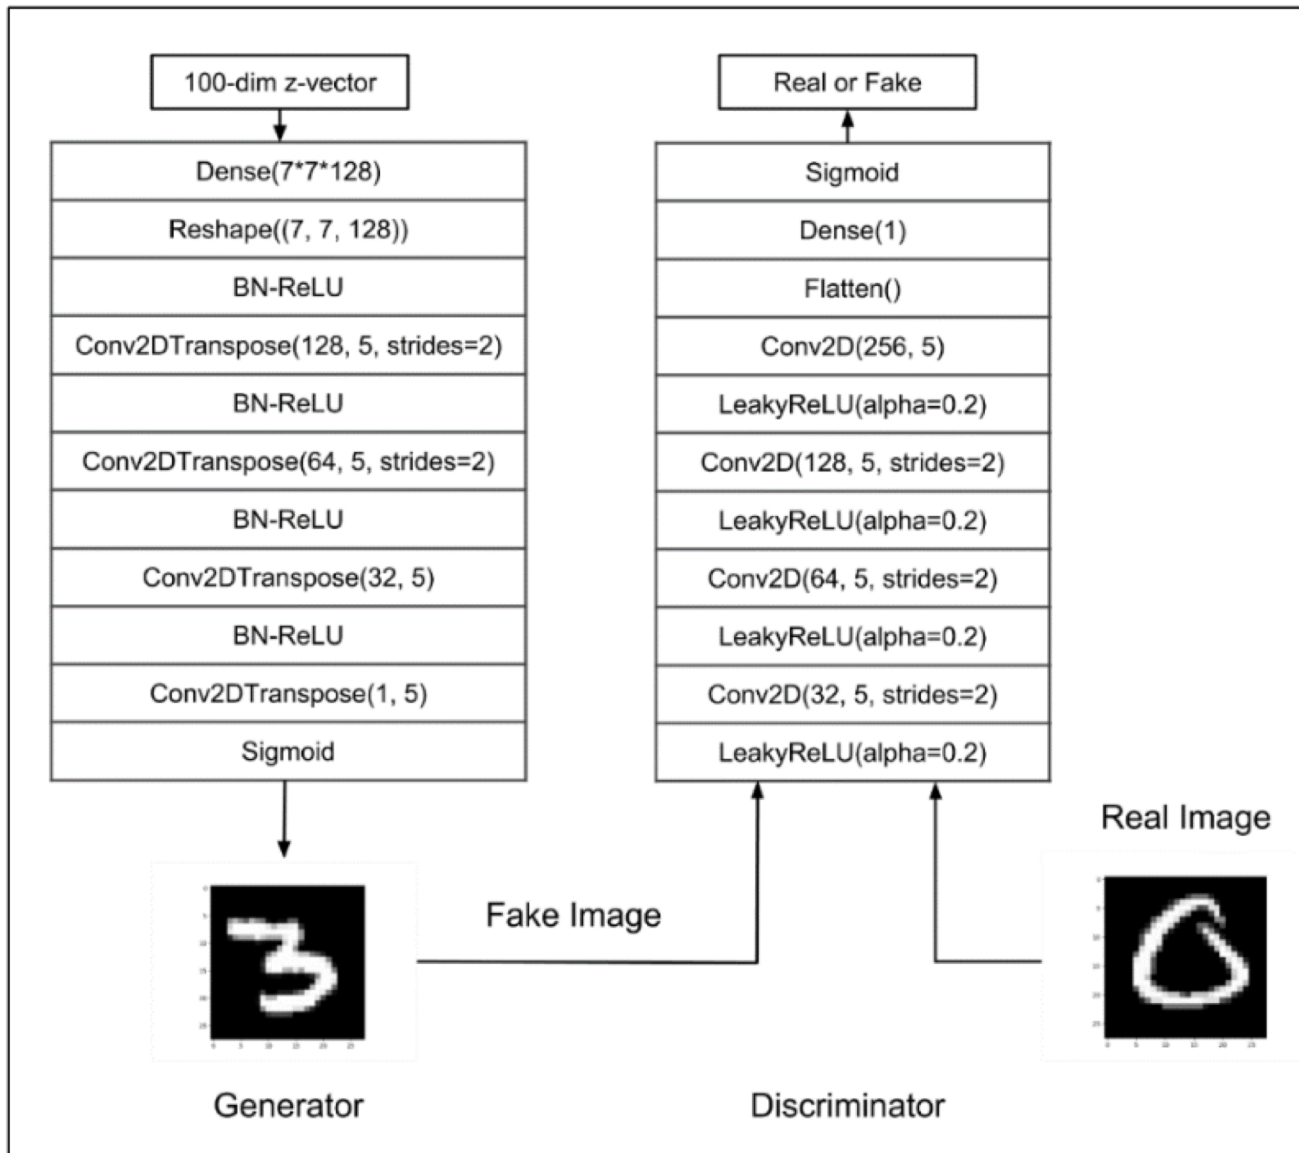 100-dim z-vector
Dense(7*7*128)
Reshape((7, 7, 128))
BN-ReLU
Conv2DTranspose(128, 5, strides=2)
BN-ReLU
Conv2DTranspose(64, 5, strides=2)
BN-ReLU
Conv2DTranspose(32, 5)
BN-ReLU
Conv2DTranspose(1, 5)
Sigmoid
Generator
Fake Image
Real or Fake
Sigmoid
Dense(1)
Flatten()
Conv2D(256, 5)
LeakyReLU(alpha=0.2)
Conv2D(128, 5, strides=2)
LeakyReLU(alpha=0.2)
Conv2D(64, 5, strides=2)
LeakyReLU(alpha=0.2)
Conv2D(32, 5, strides=2)
LeakyReLU(alpha=0.2)
Real Image
Discriminator